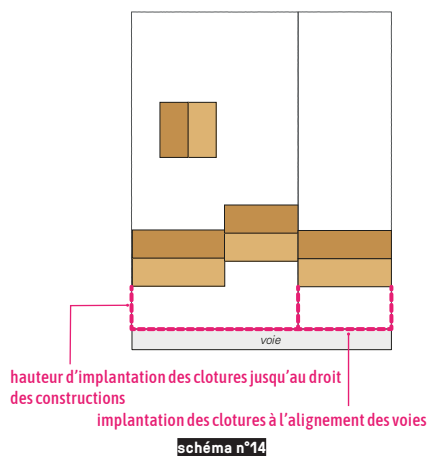 voie
hauteur d'implantation des clotures jusqu'au droit
des constructions
implantation des clotures à l'alignement des voies
schéma n°14